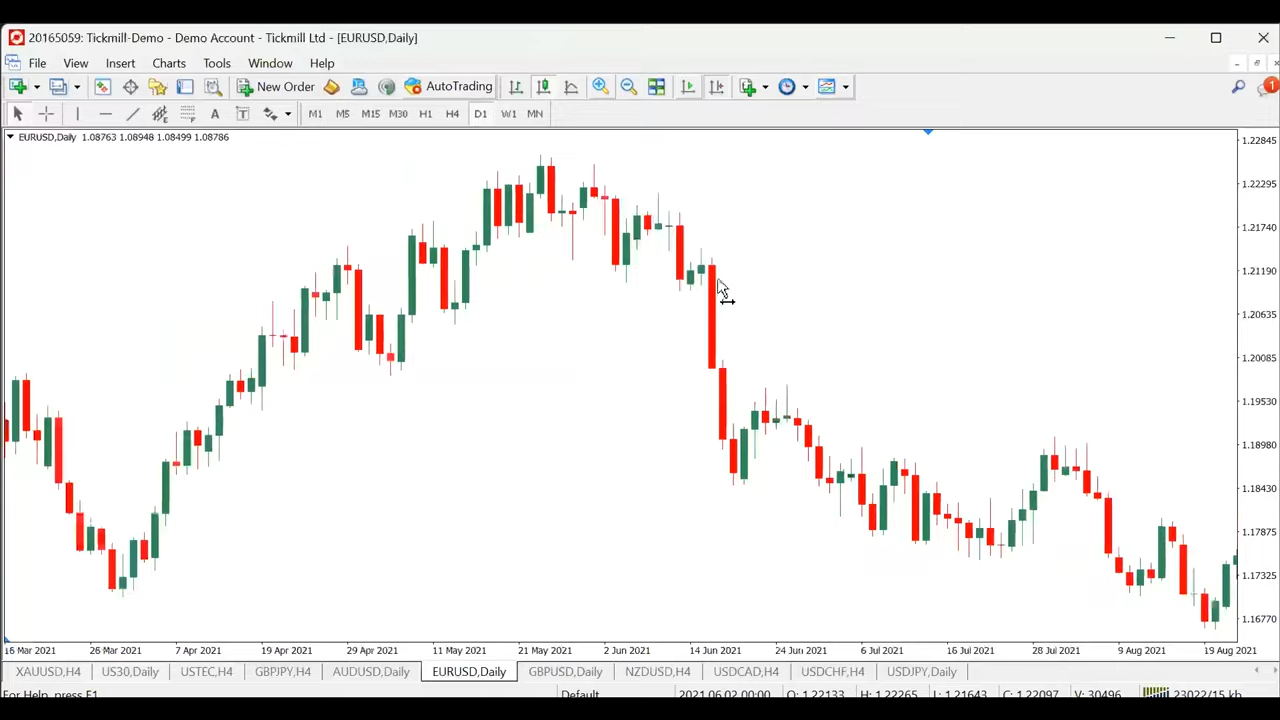 20165059: Tickmill-Demo - Demo Account - Tickmill Ltd - [EURUSD,Daily]
File View Insert Charts Tools Window Help
New Order AutoTrading 1
A T M1 M5 M15 M30 H1 H4 D1 W1 MN
EURUSD,Daily 1.08763 1.08948 1.08499 1.08786
1.22845
1.22295
1.21740
1.21190
1.20635
1.20085
1.19530
1.18980
1.18430
1.17875
1.17325
1.16770
16 Mar 2021 26 Mar 2021 7 Apr 2021 19 Apr 2021 29 Apr 2021 11 May 2021 21 May 2021 2 Jun 2021 14 Jun 2021 24 Jun 2021 6 Jul 2021 16 Jul 2021 28 Jul 2021 9 Aug 2021 19 Aug 2021
XAUUSD,H4 US30,Daily USTEC,H4 GBPJPY,H4 AUDUSD,Daily EURUSD,Daily GBPUSD,Daily NZDUSD,H4 USDCAD,H4 USDCHF,H4 USDJPY,Daily
For Help, press F1 Default 2021.06.02 00:00 O: 1.22133 H: 1.22265 L: 1.21643 C: 1.22097 V: 30496 23022/15 kb